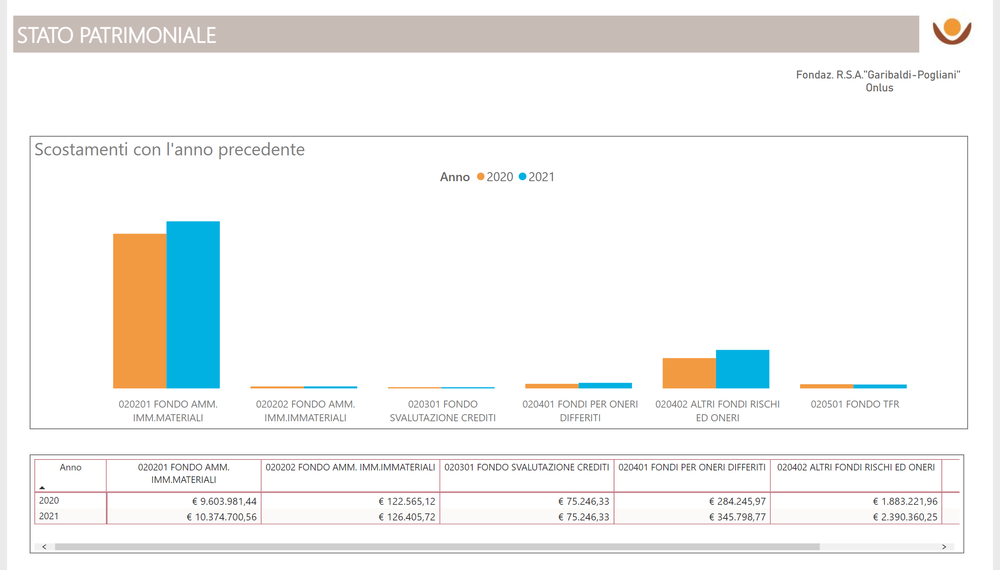 STATO PATRIMONIALE
Fondaz. R.S.A."Garibaldi-Pogliani"
Onlus
Scostamenti con l'anno precedente
Anno 2020 2021
020201 FONDO AMM.
IMM.MATERIALI
020202 FONDO AMM.
IMM.IMMATERIALI
020301 FONDO
SVALUTAZIONE CREDITI
020401 FONDI PER ONERI
DIFFERITI
020402 ALTRI FONDI RISCHI
ED ONERI
020501 FONDO TFR
Anno
020201 FONDO AMM.
IMM.MATERIALI
020202 FONDO AMM. IMM.IMMATERIALI
020301 FONDO SVALUTAZIONE CREDITI
020401 FONDI PER ONERI DIFFERITI
020402 ALTRI FONDI RISCHI ED ONERI
2020 € 9.603.981,44 € 122.565,12 € 75.246,33 € 284.245,97 € 1.883.221,96
2021 € 10.374.700,56 € 126.405,72 € 75.246,33 € 345.798,77 € 2.390.360,25